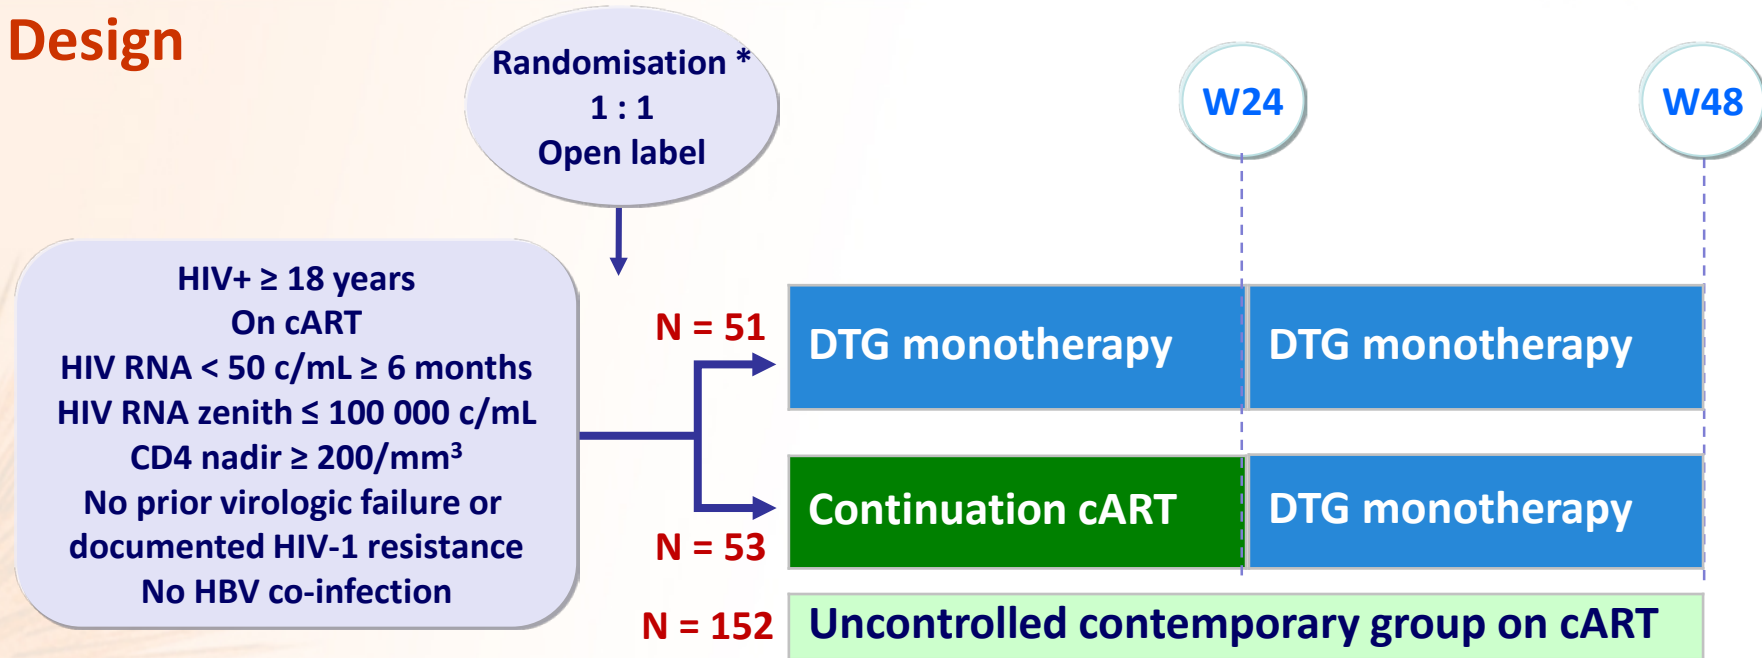 Design
Randomisation *
1 : 1
Open label
W24
W48
HIV+ ≥ 18 years
On cART
HIV RNA < 50 c/mL ≥ 6 months
HIV RNA zenith ≤ 100 000 c/mL
CD4 nadir ≥ 200/mm³
No prior virologic failure or
documented HIV-1 resistance
No HBV co-infection
N = 51
DTG monotherapy
DTG monotherapy
Continuation cART
DTG monotherapy
N = 53
N = 152
Uncontrolled contemporary group on cART